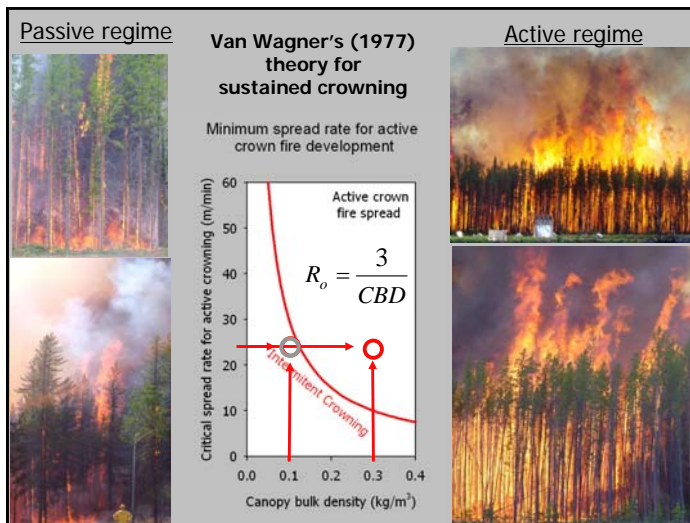 Passive regime
Van Wagner's (1977)
theory for
sustained crowning
Active regime
Minimum spread rate for active
crown fire development
Critical spread rate for active crowning (m/min)
60
50
40
30
20
10
0
Active crown
fire spread
R_o = 3 / CBD
Intermitent Crowning
0.0 0.1 0.2 0.3 0.4
Canopy bulk density (kg/m³)